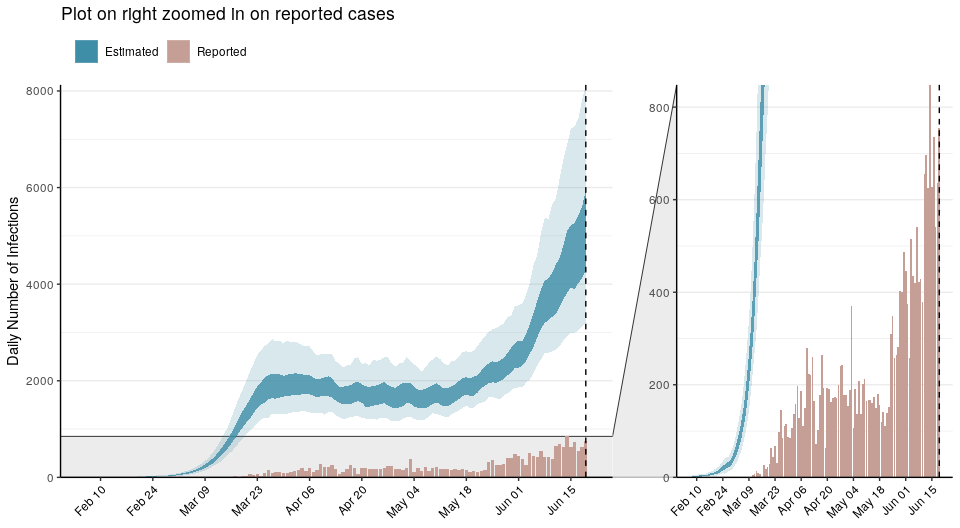 Plot on right zoomed in on reported cases
Estimated Reported
Daily Number of Infections
8000
6000
4000
2000
0
Feb 10 Feb 24 Mar 09 Mar 23 Apr 06 Apr 20 May 04 May 18 Jun 01 Jun 15
800
600
400
200
0
Feb 10 Feb 24 Mar 09 Mar 23 Apr 06 Apr 20 May 04 May 18 Jun 01 Jun 15